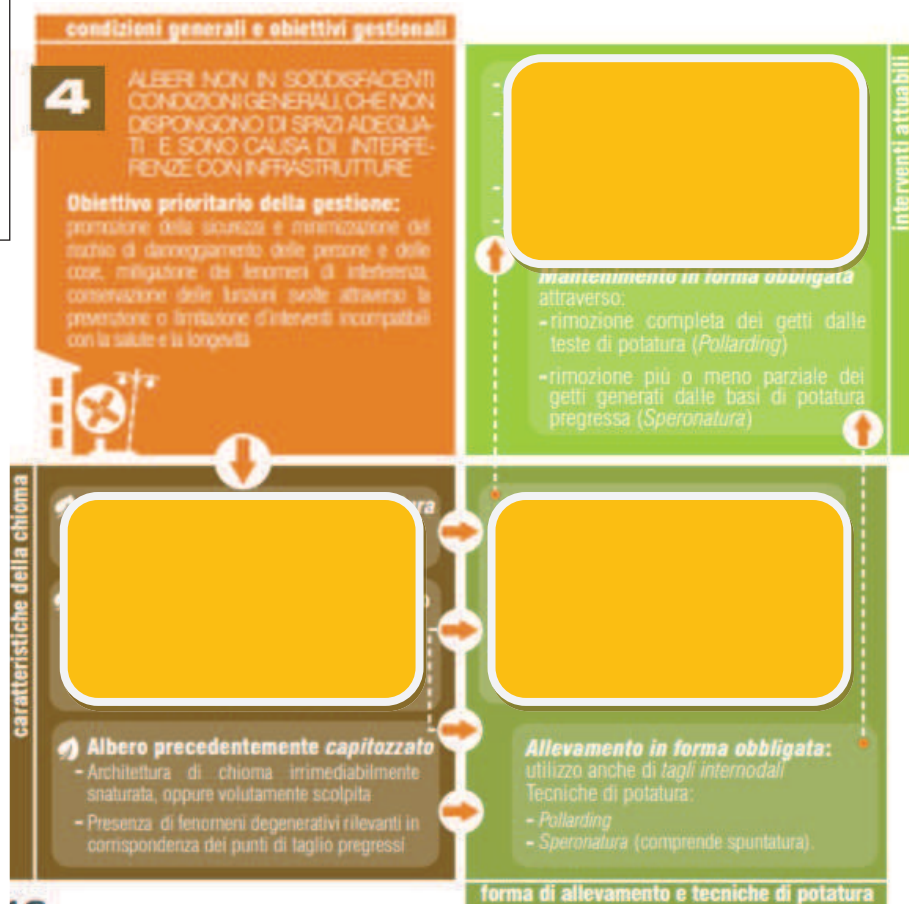 condizioni generali e obiettivi gestionali
4
ALBERI NON IN SODDISFACENTI
CONDIZIONI GENERALI, CHE NON
DISPONGONO DI SPAZI ADEGUA-
TI E SONO CAUSA DI INTERFE-
RENZE CON INFRASTRUTTURE
Obiettivo prioritario della gestione:
promozione della sicurezza e minimizzazione del
rischio di danneggiamento delle persone e delle
cose, mitigazione dei fenomeni di interferenza,
conservazione delle funzioni svolte attraverso la
prevenzione o limitazione d'interventi incompatibili
con la salute e la longevità
interventi attuabili
-
-
-
-
Mantenimento in forma obbligata
attraverso:
- rimozione completa dei getti dalle
teste di potatura (Pollarding)
- rimozione più o meno parziale dei
getti generati dalle basi di potatura
pregressa (Speronatura)
caratteristiche della chioma
ra
o
Albero precedentemente capitozzato
- Architettura di chioma irrimediabilmente
snaturata, oppure volutamente scolpita
- Presenza di fenomeni degenerativi rilevanti in
corrispondenza dei punti di taglio pregressi
Allevamento in forma obbligata:
utilizzo anche di tagli internodali
Tecniche di potatura:
- Pollarding
- Speronatura (comprende spuntatura).
forma di allevamento e tecniche di potatura